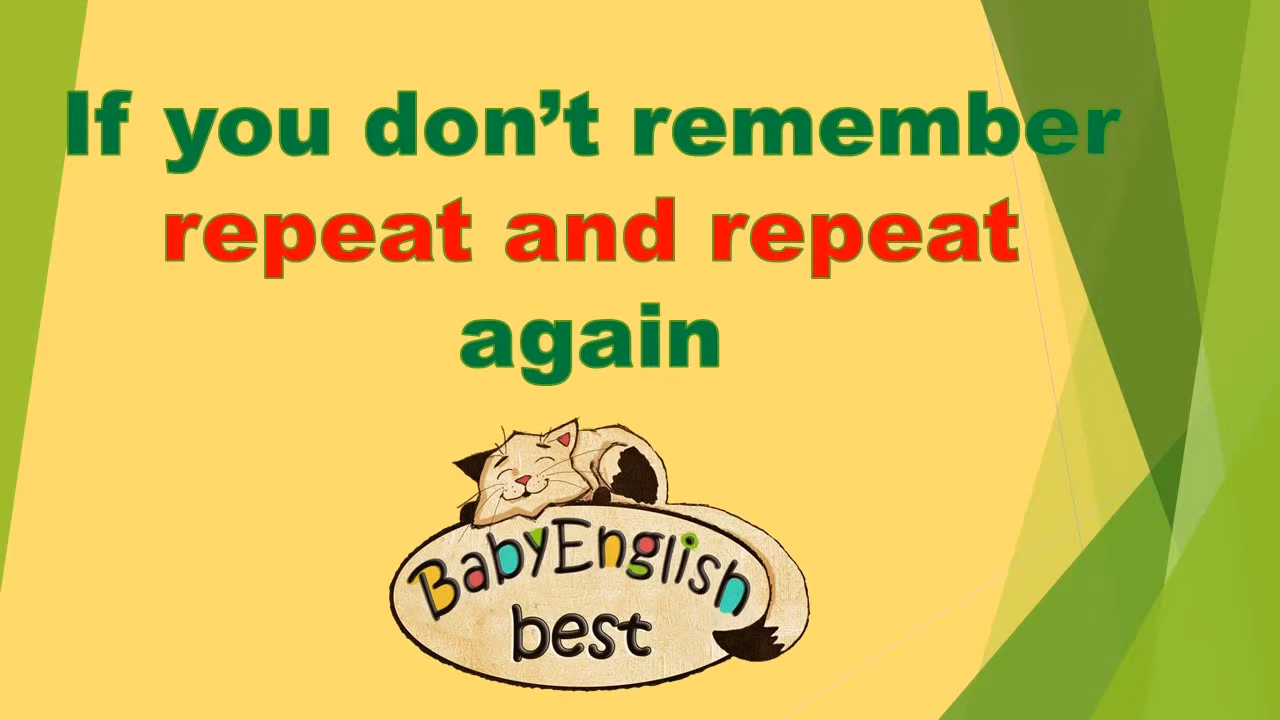 If you don’t remember
repeat and repeat
again
BabyEnglish
best